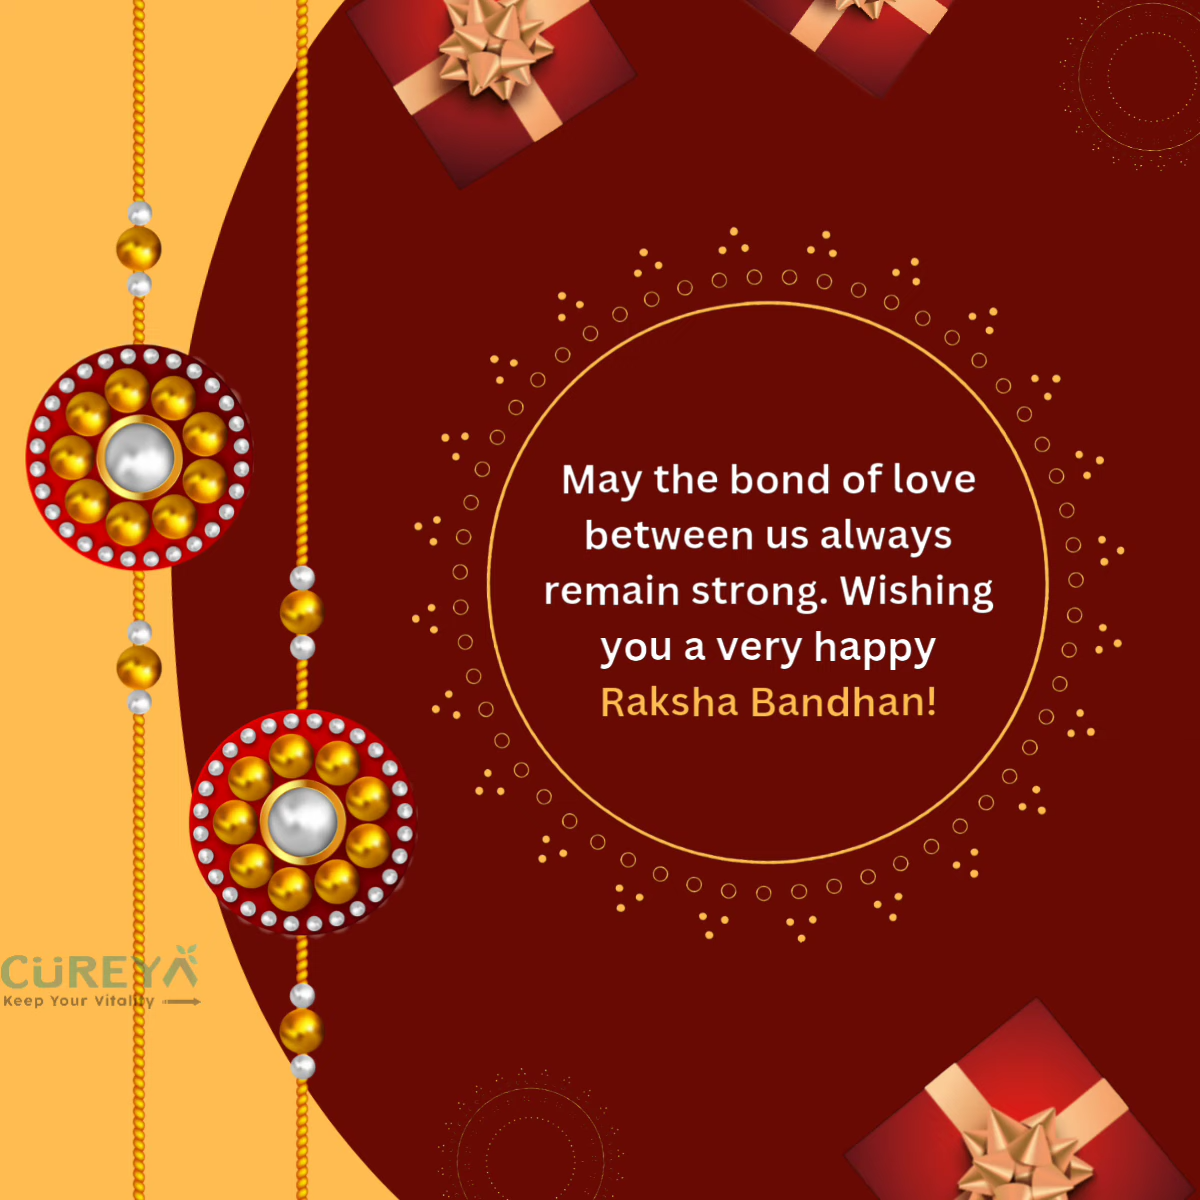 May the bond of love
between us always
remain strong. Wishing
you a very happy
Raksha Bandhan!
CÜREYA
Keep Your Vitality